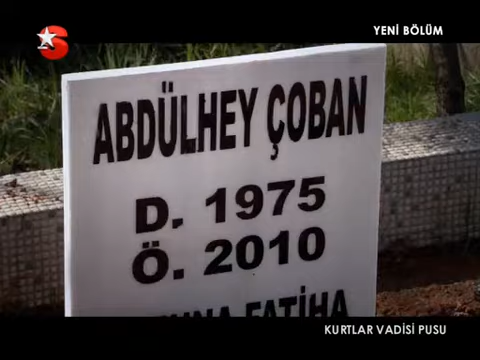 YENİ BÖLÜM
ABDÜLHEY ÇOBAN
D. 1975
Ö. 2010
FATİHA
KURTLAR VADİSİ PUSU